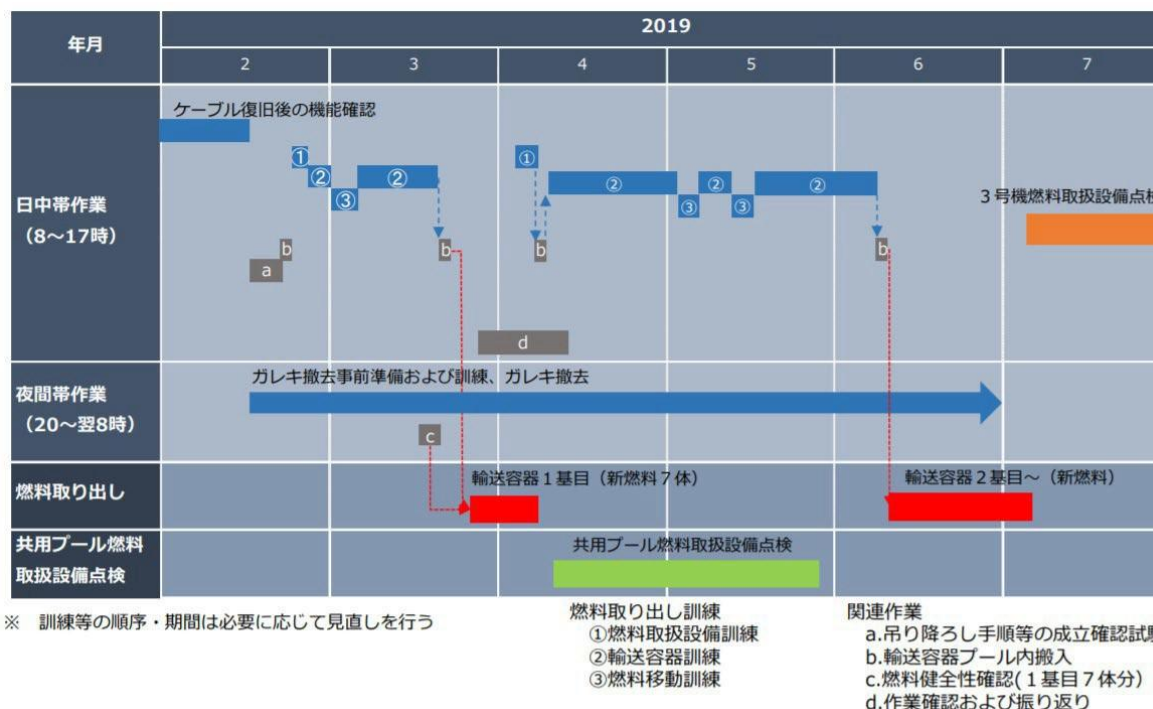 年月
2019
2 3 4 5 6 7
ケーブル復旧後の機能確認
① ①
② ② ② ② ②
③ ③ ③
日中帯作業
（8～17時）
3号機燃料取扱設備点検
b b b b
a
d
ガレキ撤去事前準備および訓練、ガレキ撤去
夜間帯作業
（20～翌8時）
c
燃料取り出し
輸送容器1基目（新燃料7体）
輸送容器2基目～（新燃料）
共用プール燃料
取扱設備点検
共用プール燃料取扱設備点検
※ 訓練等の順序・期間は必要に応じて見直しを行う
燃料取り出し訓練
①燃料取扱設備訓練
②輸送容器訓練
③燃料移動訓練
関連作業
a.吊り降ろし手順等の成立確認試験
b.輸送容器プール内搬入
c.燃料健全性確認(1基目7体分)
d.作業確認および振り返り